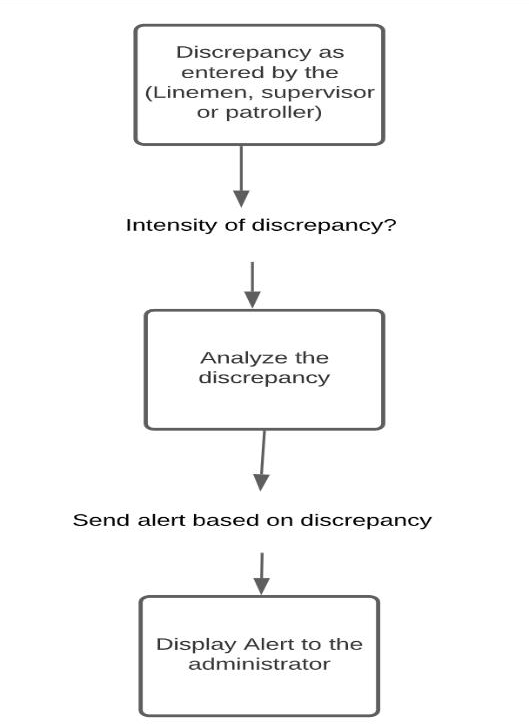 Discrepancy as
entered by the
(Linemen, supervisor
or patroller)
Intensity of discrepancy?
Analyze the
discrepancy
Send alert based on discrepancy
Display Alert to the
administrator